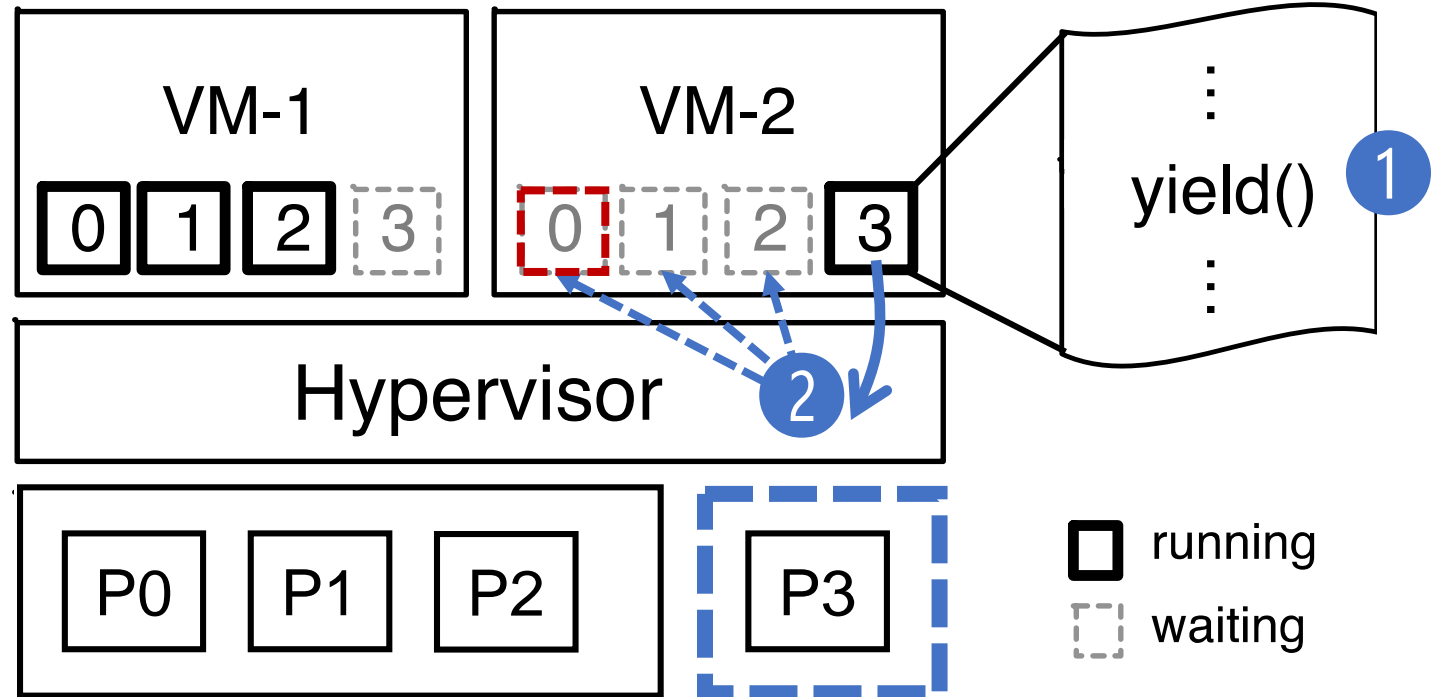 VM-1
0 1 2 3
VM-2
0 1 2 3
⋮
yield()
⋮
1
Hypervisor
2
P0 P1 P2
P3
running
waiting